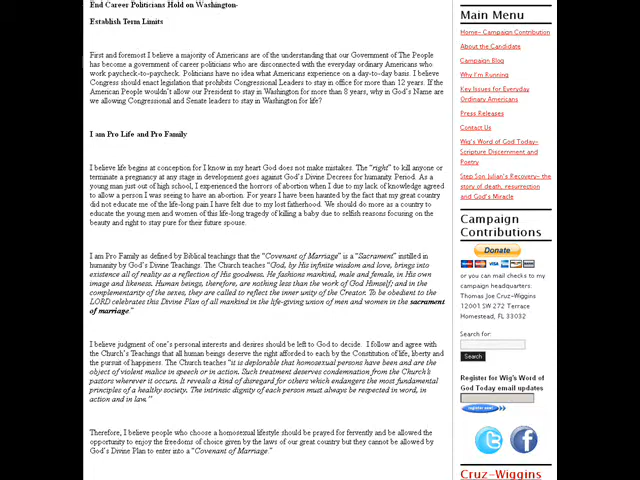 End Career Politicians Hold on Washington-
Establish Term Limits
First and foremost I believe a majority of Americans are of the understanding that our Government of The People
has become a government of career politicians who are disconnected with the everyday ordinary Americans who
work paycheck-to-paycheck. Politicians have no idea what Americans experience on a day-to-day basis. I believe
Congress should enact legislation that prohibits Congressional Leaders to stay in office for more than 12 years. If the
American People wouldn't allow our President to stay in Washington for more than 8 years, why in God's Name are
we allowing Congressional and Senate leaders to stay in Washington for life?
I am Pro Life and Pro Family
I believe life begins at conception for I know in my heart God does not make mistakes. The "right" to kill anyone or
terminate a pregnancy at any stage in development goes against God's Divine Decrees for humanity. Period. As a
young man just out of high school, I experienced the horrors of abortion when I due to my lack of knowledge agreed
to allow a person I was seeing to have an abortion. For years I have been haunted by the fact that my great country
did not educate me of the life-long pain I have felt due to my lost fatherhood. We should do more as a country to
educate the young men and women of this life-long tragedy of killing a baby due to selfish reasons focusing on the
beauty and right to stay pure for their future spouse.
I am Pro Family as defined by Biblical teachings that the "Covenant of Marriage" is a "Sacrament" instilled in
humanity by God's Divine Teachings. The Church teaches "God, by His infinite wisdom and love, brings into
existence all of reality as a reflection of His goodness. He fashions mankind, male and female, in His own
image and likeness. Human beings, therefore, are nothing less than the work of God Himself; and in the
complementarity of the sexes, they are called to reflect the inner unity of the Creator. To be obedient to the
LORD celebrates this Divine Plan of all mankind in the life-giving union of men and women in the sacrament
of marriage."
I believe judgment of one's personal interests and desires should be left to God to decide. I follow and agree with
the Church's Teachings that all human beings deserve the right afforded to each by the Constitution of life, liberty and
the pursuit of happiness. The Church teaches "it is deplorable that homosexual persons have been and are the
object of violent malice in speech or in action. Such treatment deserves condemnation from the Church's
pastors wherever it occurs. It reveals a kind of disregard for others which endangers the most fundamental
principles of a healthy society. The intrinsic dignity of each person must always be respected in word, in
action and in law."
Therefore, I believe people who choose a homosexual lifestyle should be prayed for fervently and be allowed the
opportunity to enjoy the freedoms of choice given by the laws of our great country but they cannot be allowed by
God's Divine Plan to enter into a "Covenant of Marriage."
Main Menu
Home- Campaign Contribution
About the Candidate
Campaign Blog
Why I'm Running
Key Issues for Everyday
Ordinary Americans
Press Releases
Contact Us
Wig's Word of God Today-
Scripture Discernment and
Poetry
Step Son Julian's Recovery- the
story of death, resurrection
and God's Miracle
Campaign
Contributions
Donate
or you can mail checks to my
campaign headquarters:
Thomas Joe Cruz-Wiggins
12001 SW 272 Terrace
Homestead, FL 33032
Search for:
Search
Register for Wig's Word of
God Today email updates
register now
Cruz-Wiggins